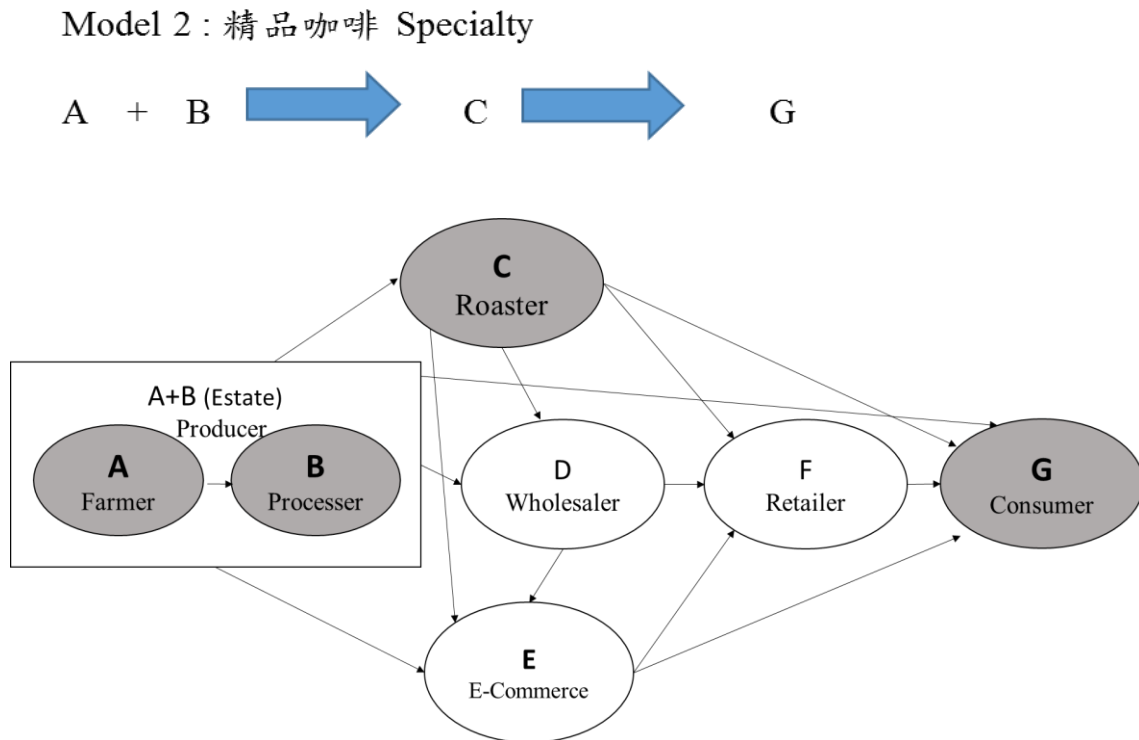 Model 2 : 精品咖啡 Specialty
A + B C G
C
Roaster
A+B (Estate)
Producer
A
Farmer
B
Processer
D
Wholesaler
F
Retailer
G
Consumer
E
E-Commerce